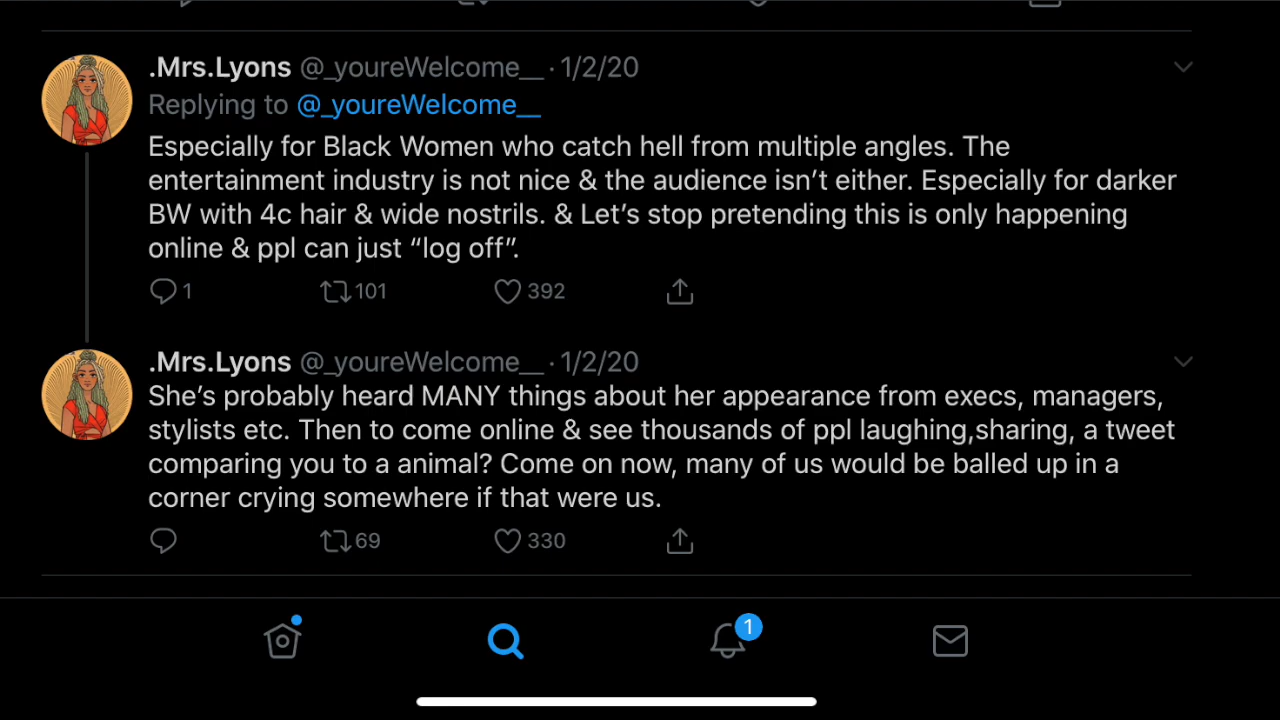 .Mrs.Lyons @_youreWelcome__ · 1/2/20
Replying to @_youreWelcome__
Especially for Black Women who catch hell from multiple angles. The
entertainment industry is not nice & the audience isn’t either. Especially for darker
BW with 4c hair & wide nostrils. & Let’s stop pretending this is only happening
online & ppl can just “log off”.
1 101 392
.Mrs.Lyons @_youreWelcome__ · 1/2/20
She’s probably heard MANY things about her appearance from execs, managers,
stylists etc. Then to come online & see thousands of ppl laughing,sharing, a tweet
comparing you to a animal? Come on now, many of us would be balled up in a
corner crying somewhere if that were us.
69 330
1